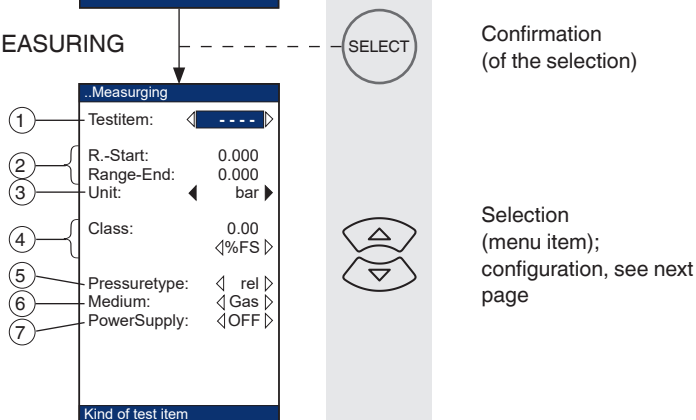 EASURING
SELECT
Confirmation
(of the selection)
..Measurging
1 Testitem: ----
2 R.-Start: 0.000
Range-End: 0.000
3 Unit: bar
4 Class: 0.00
%FS
5 Pressuretype: rel
6 Medium: Gas
7 PowerSupply: OFF
Kind of test item
Selection
(menu item);
configuration, see next
page